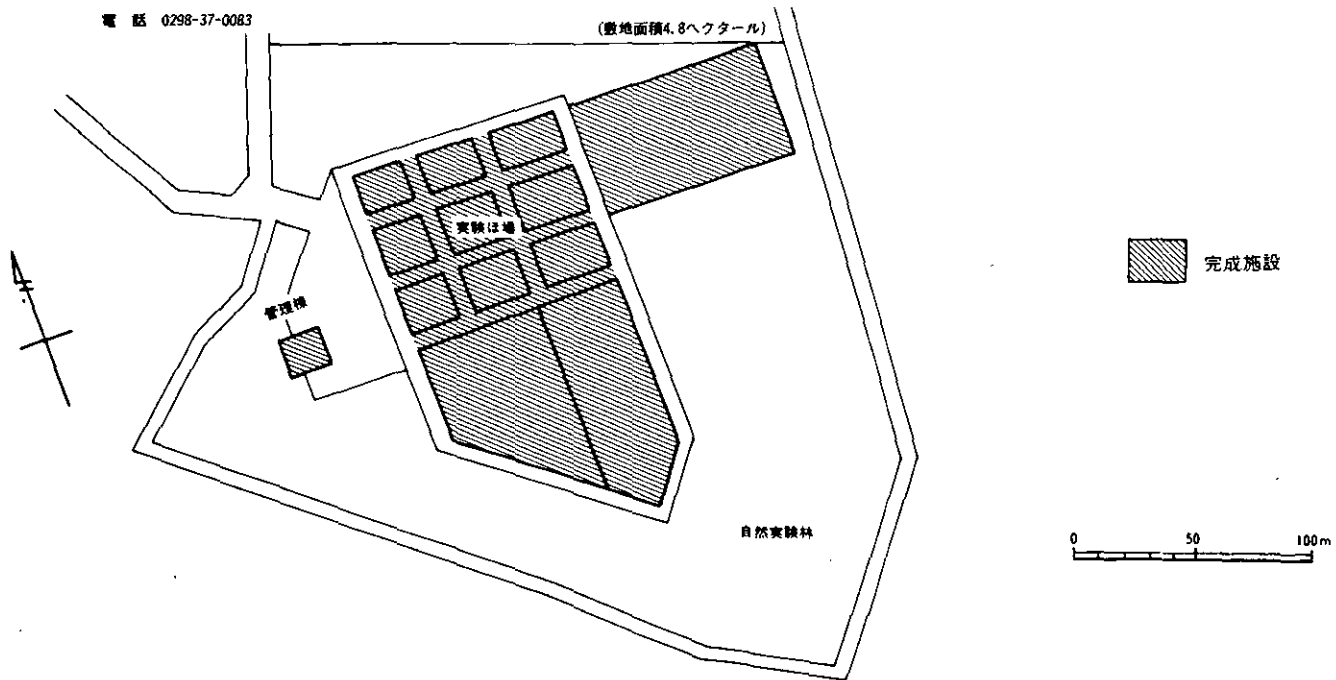 電話 0298-37-0083
(敷地面積4.8ヘクタール)
実験ほ場
管理棟
完成施設
自然実験林
0 50 100m